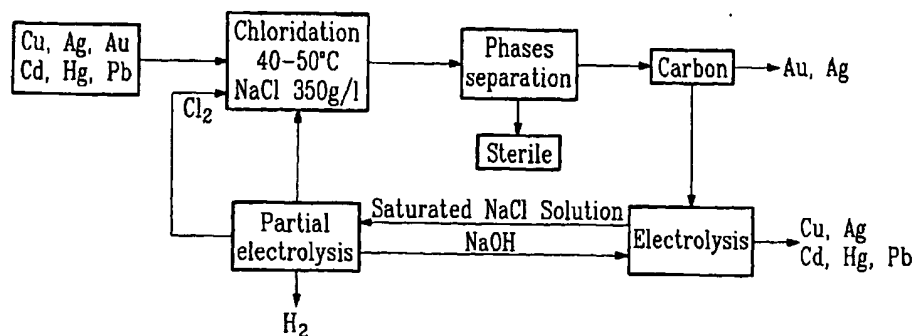 Cu, Ag, Au
Cd, Hg, Pb
Chloridation
40-50°C
NaCl 350g/l
Phases
separation
Carbon
Au, Ag
Cl2
Sterile
Partial
electrolysis
Saturated NaCl Solution
NaOH
Electrolysis
Cu, Ag
Cd, Hg, Pb
H2